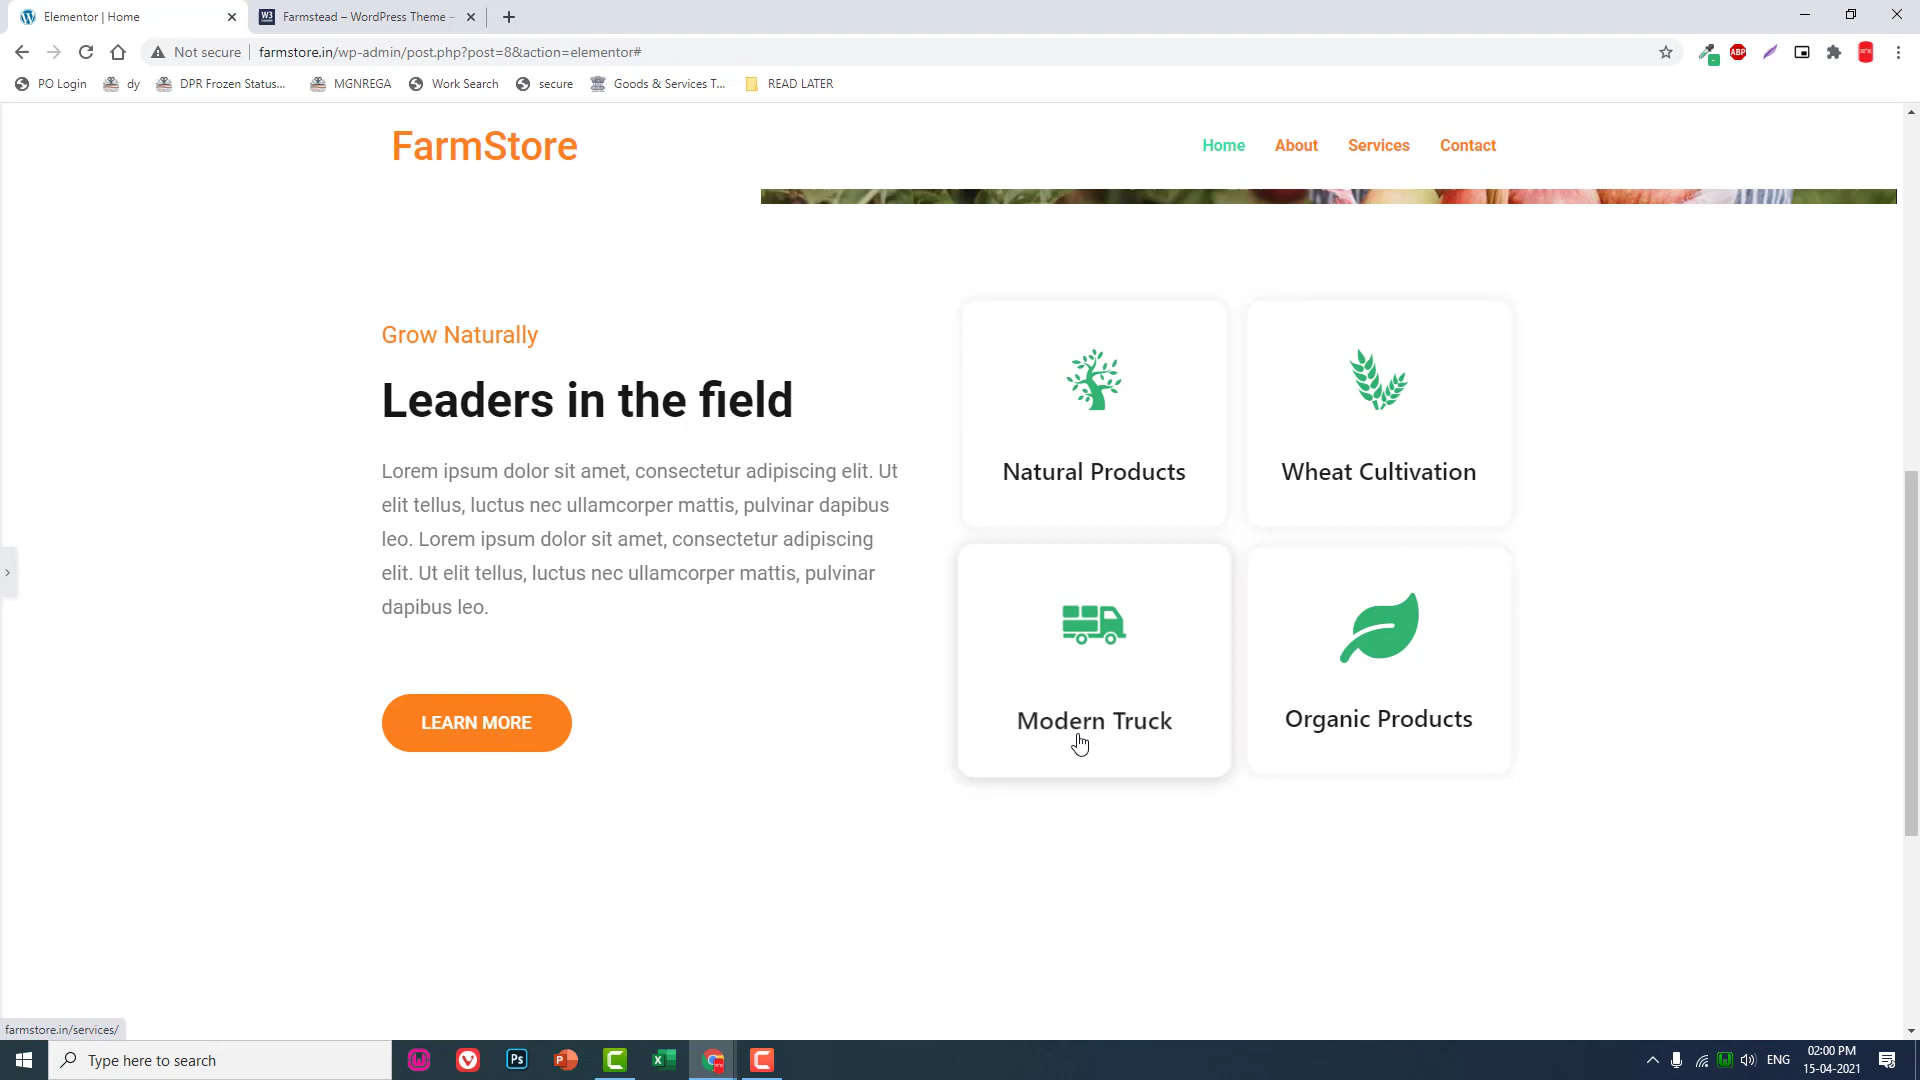 Elementor | Home
Farmstead – WordPress Theme –
Not secure
farmstore.in/wp-admin/post.php?post=8&action=elementor#
ABP
PO Login
dy
DPR Frozen Status...
MGNREGA
Work Search
secure
Goods & Services T...
READ LATER
FarmStore
Home
About
Services
Contact
Grow Naturally
Leaders in the field
Lorem ipsum dolor sit amet, consectetur adipiscing elit. Ut
elit tellus, luctus nec ullamcorper mattis, pulvinar dapibus
leo. Lorem ipsum dolor sit amet, consectetur adipiscing
elit. Ut elit tellus, luctus nec ullamcorper mattis, pulvinar
dapibus leo.
LEARN MORE
Natural Products
Wheat Cultivation
Modern Truck
Organic Products
farmstore.in/services/
Type here to search
Ps
ENG
02:00 PM
15-04-2021